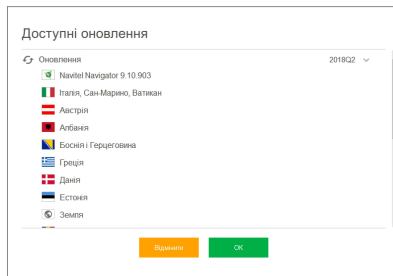 Доступні оновлення
Оновлення 2018Q2
Navitel Navigator 9.10.903
Італія, Сан-Марино, Ватикан
Австрія
Албанія
Боснія і Герцеговина
Греція
Данія
Естонія
Земля
Відмінити OK